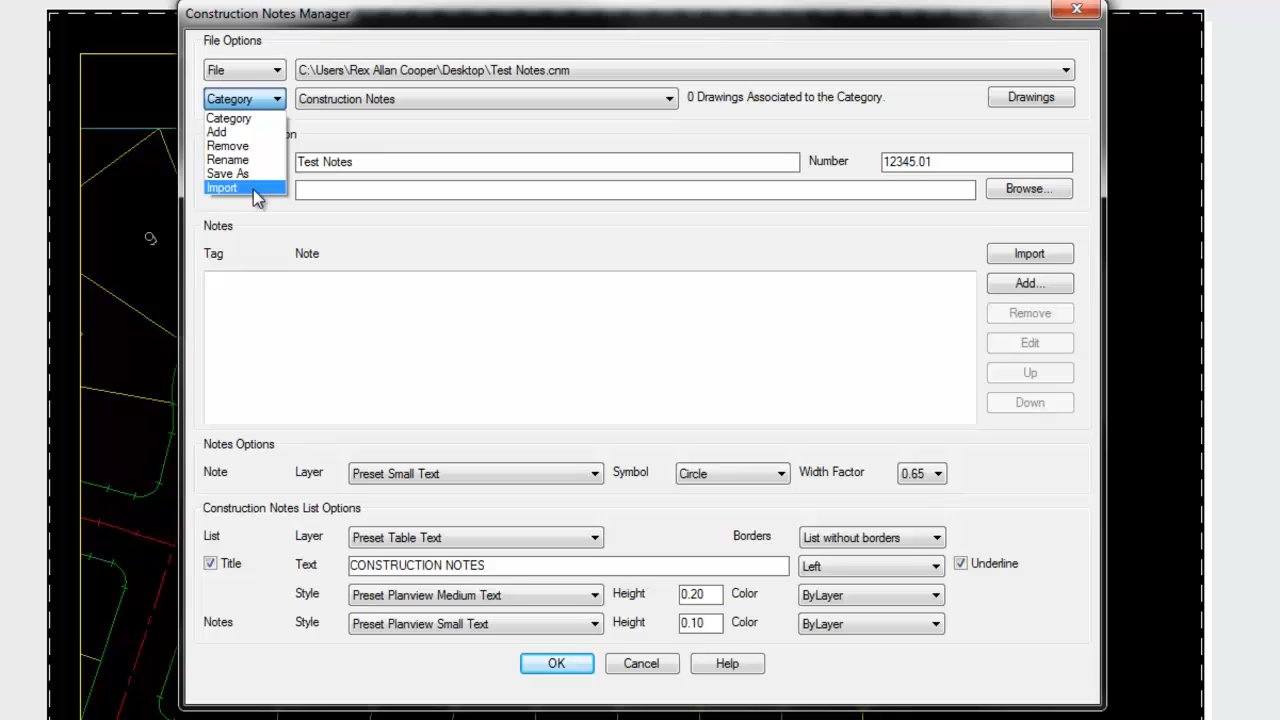 Construction Notes Manager
File Options
File C:\Users\Rex Allan Cooper\Desktop\Test Notes.cnm
Category Construction Notes 0 Drawings Associated to the Category. Drawings
Category
Add
Remove
Rename
Save As
Import
Test Notes Number 12345.01
Browse...
Notes
Tag Note Import
Add...
Remove
Edit
Up
Down
Notes Options
Note Layer Preset Small Text Symbol Circle Width Factor 0.65
Construction Notes List Options
List Layer Preset Table Text Borders List without borders
Title Text CONSTRUCTION NOTES Left Underline
Style Preset Planview Medium Text Height 0.20 Color ByLayer
Notes Style Preset Planview Small Text Height 0.10 Color ByLayer
OK Cancel Help